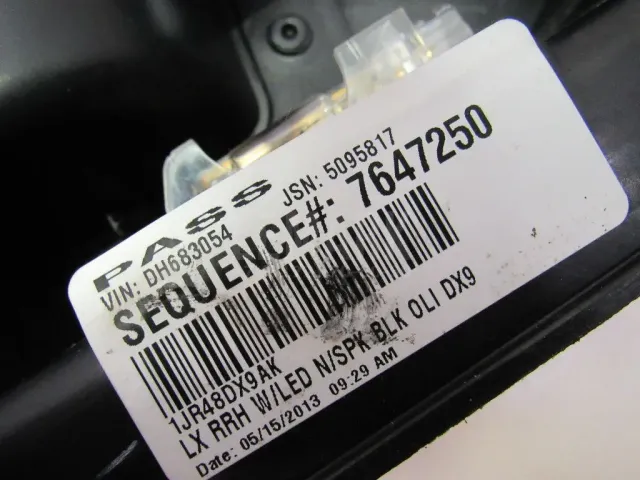 PASS JSN: 5095817
VIN: DH683054
SEQUENCE#: 7647250
1JR48DX9AK
LX RRH W/LED N/SPK BLK OLI DX9
Date: 05/15/2013 09:29 AM